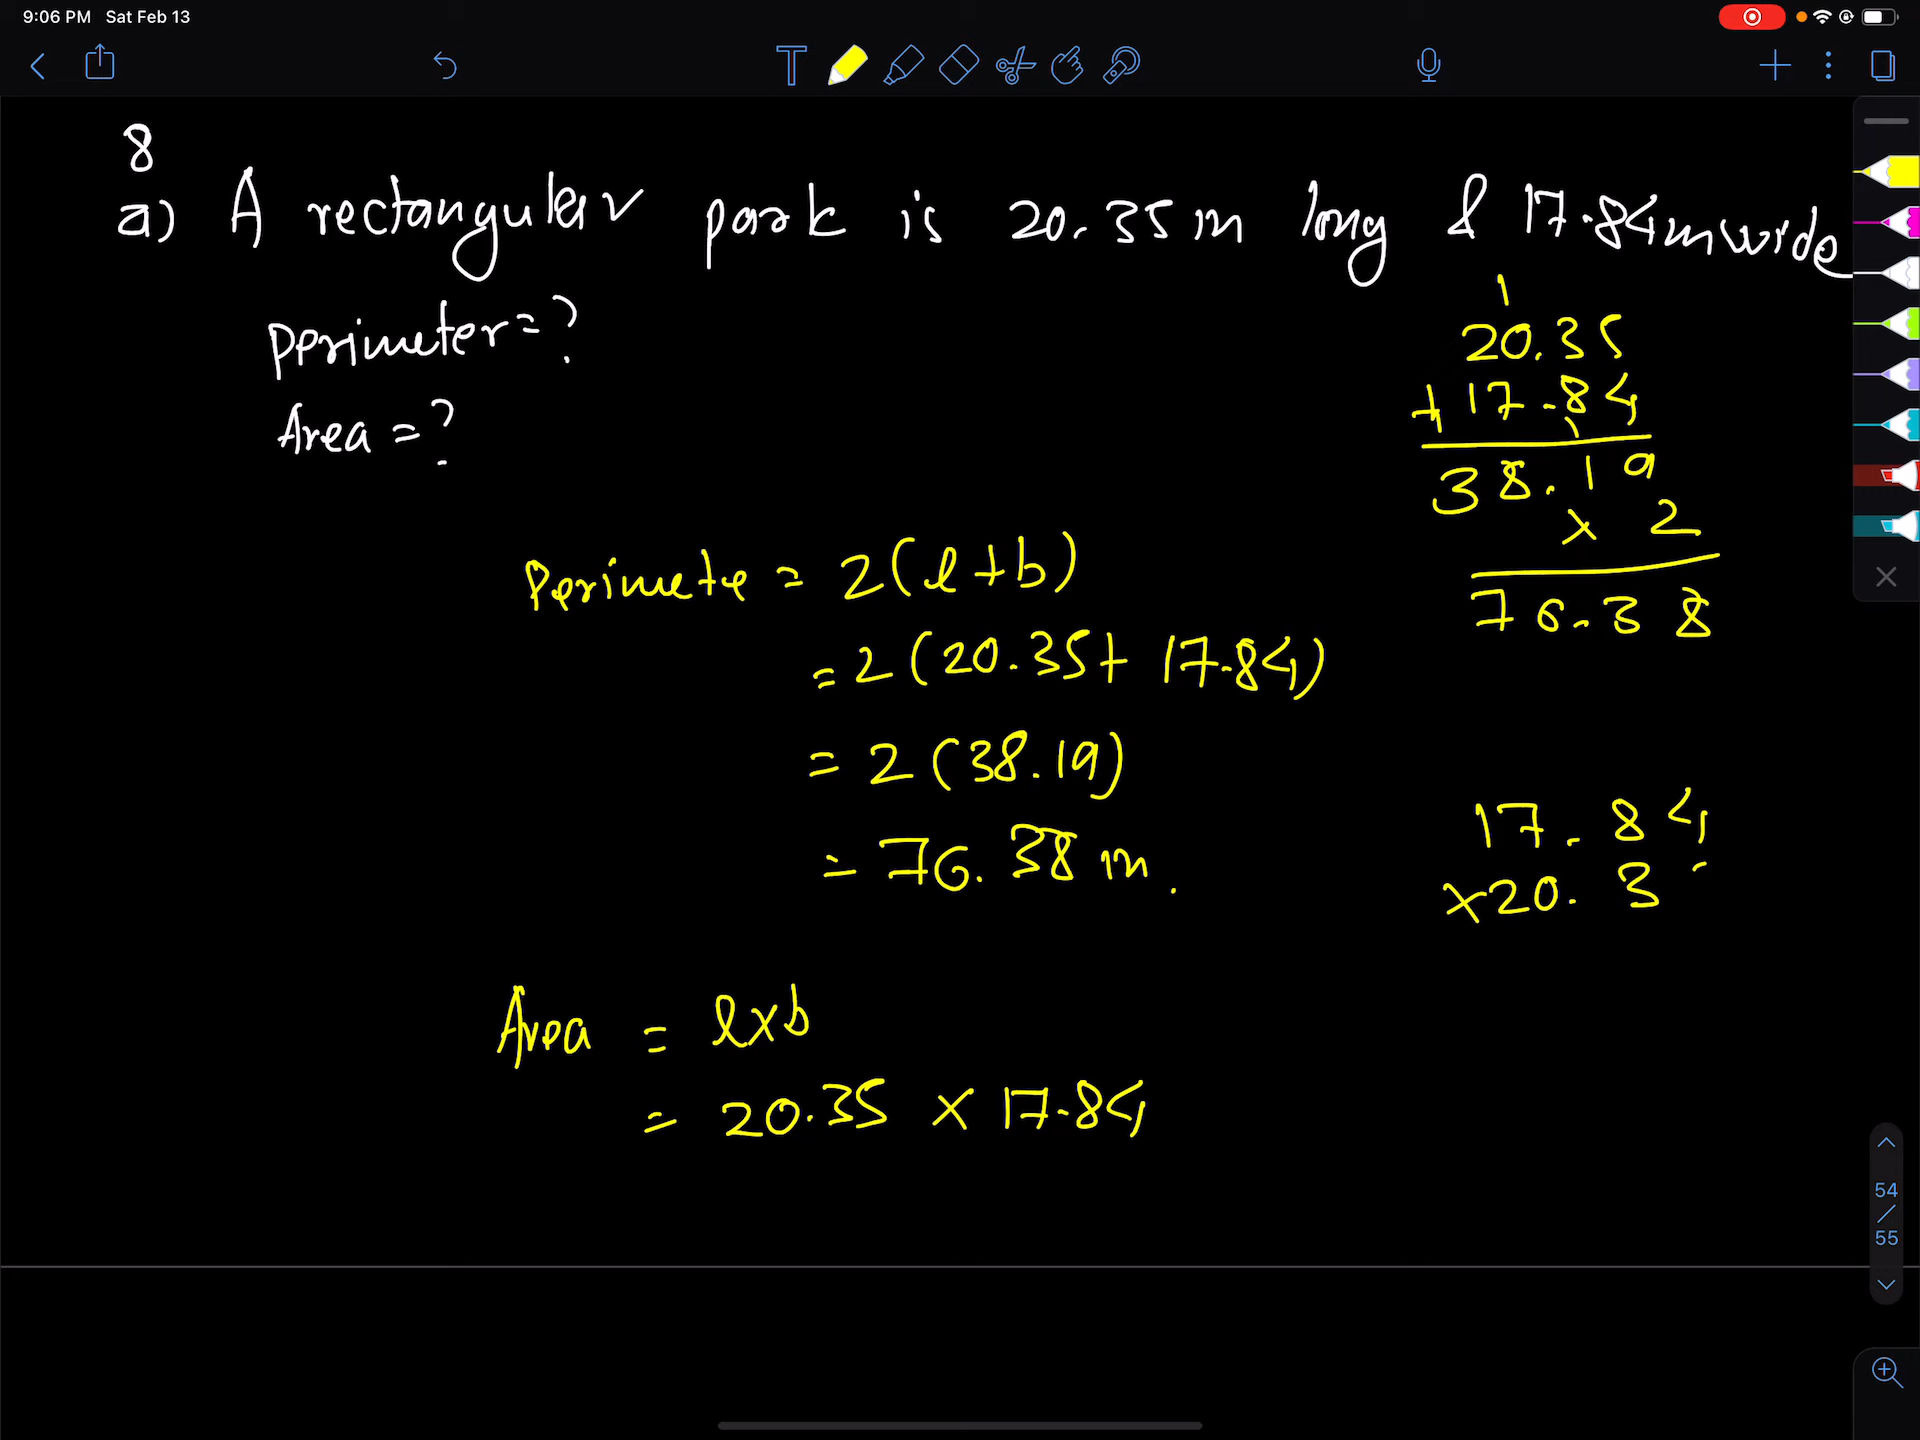 9:06 PM Sat Feb 13
8
a) A rectangular park is 20.35m long & 17.84m wide
1
20.35
Perimeter = ?
+ 17.84
Area = ?
38.19
x 2
Perimete = 2(l+b)
76.38
= 2(20.35+ 17.84)
= 2(38.19)
17.84
= 76.38 m.
x20.3
Area = lxb
= 20.35 x 17.84
54
/
55